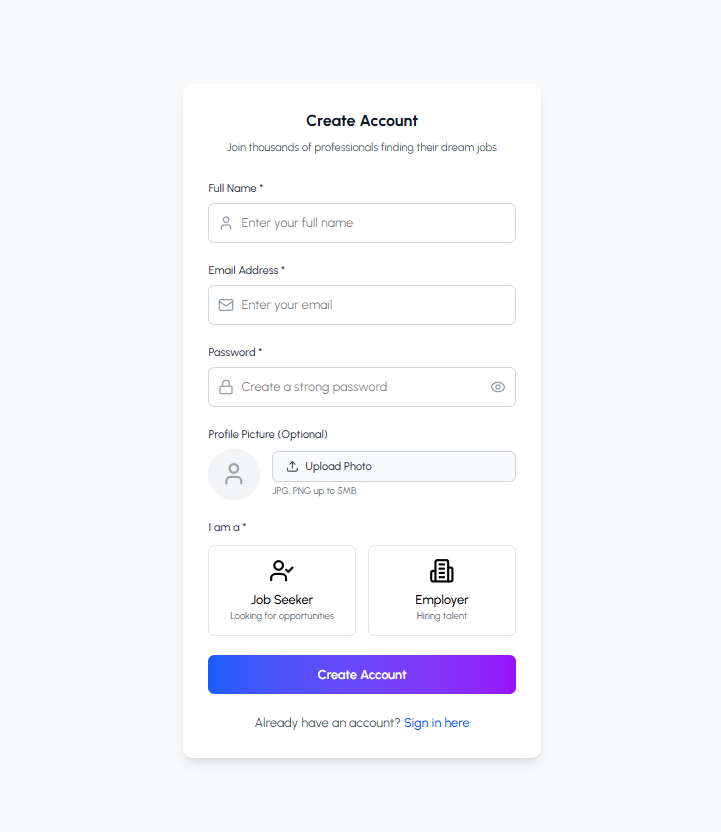 Create Account
Join thousands of professionals finding their dream jobs
Full Name *
Enter your full name
Email Address *
Enter your email
Password *
Create a strong password
Profile Picture (Optional)
Upload Photo
JPG, PNG up to 5MB
I am a *
Job Seeker
Looking for opportunities
Employer
Hiring talent
Create Account
Already have an account? Sign in here